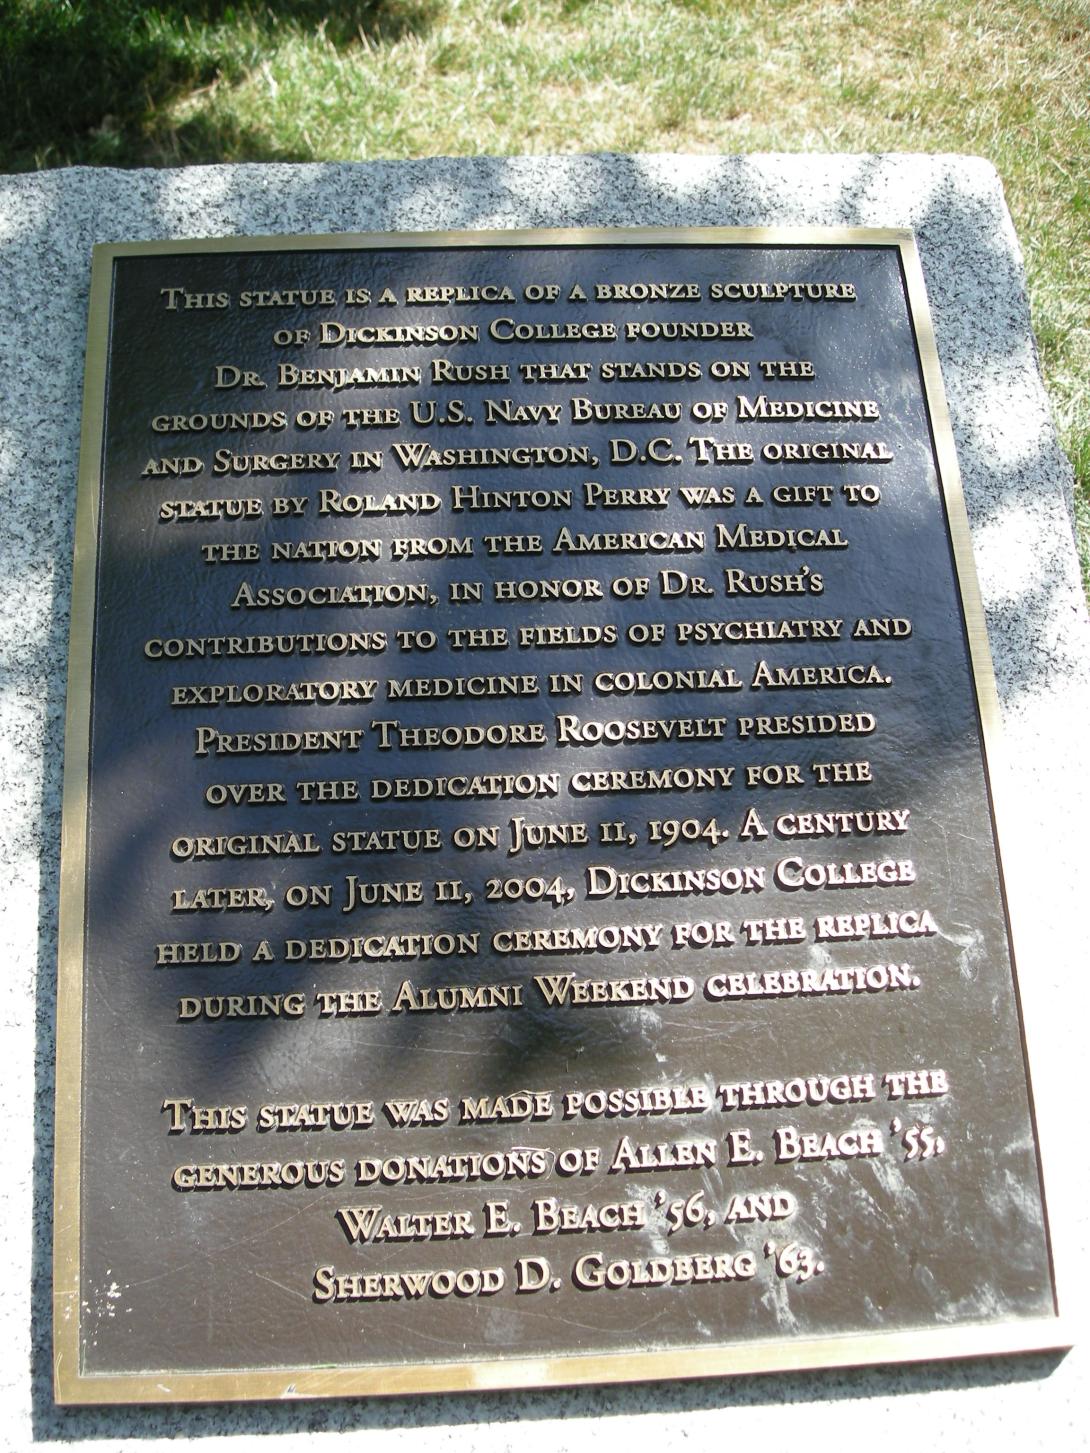 This statue is a replica of a bronze sculpture
of Dickinson College founder
Dr. Benjamin Rush that stands on the
grounds of the U.S. Navy Bureau of Medicine
and Surgery in Washington, D.C. The original
statue by Roland Hinton Perry was a gift to
the nation from the American Medical
Association, in honor of Dr. Rush's
contributions to the fields of psychiatry and
exploratory medicine in colonial America.
President Theodore Roosevelt presided
over the dedication ceremony for the
original statue on June 11, 1904. A century
later, on June 11, 2004, Dickinson College
held a dedication ceremony for the replica
during the Alumni Weekend celebration.
This statue was made possible through the
generous donations of Allen E. Beach '55,
Walter E. Beach '56, and
Sherwood D. Goldberg '63.